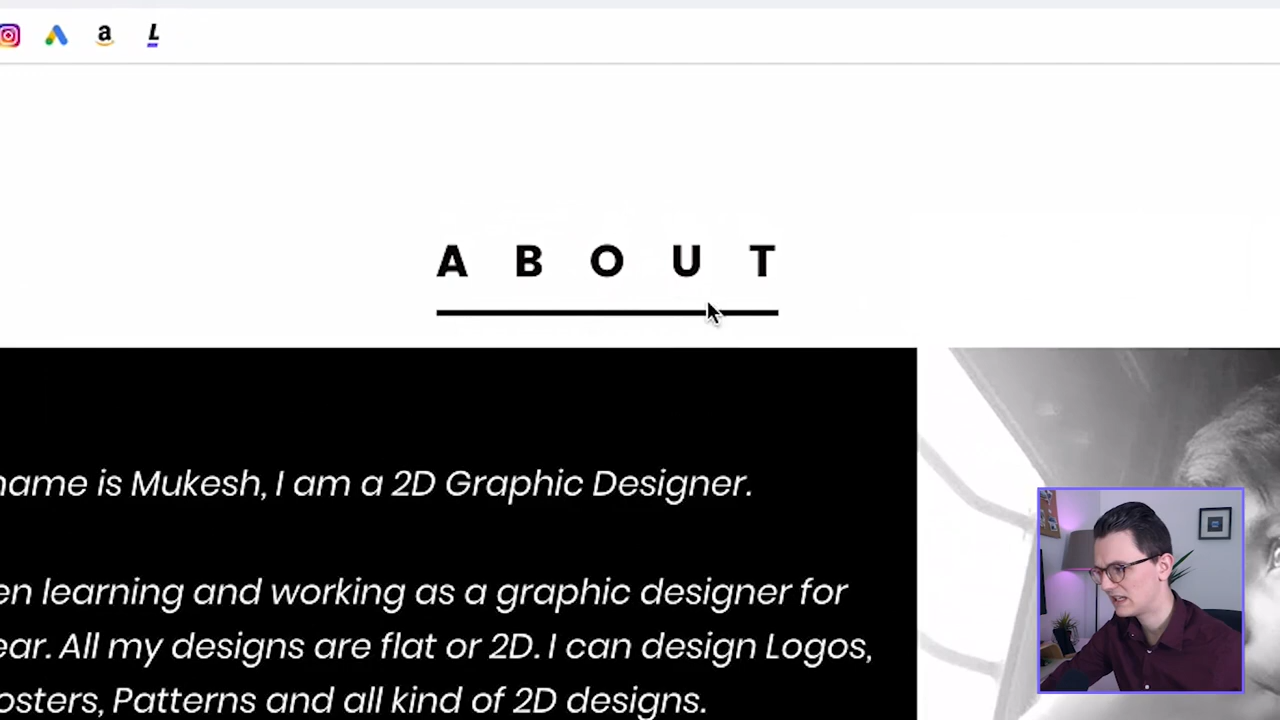 a L
A B O U T
name is Mukesh, I am a 2D Graphic Designer.
en learning and working as a graphic designer for
ear. All my designs are flat or 2D. I can design Logos,
osters, Patterns and all kind of 2D designs.